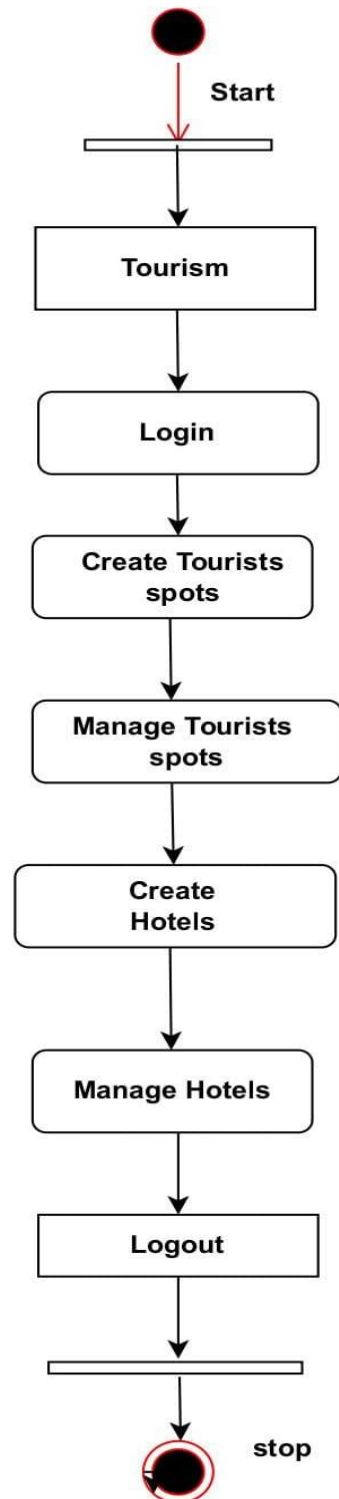 Start
Tourism
Login
Create Tourists
spots
Manage Tourists
spots
Create
Hotels
Manage Hotels
Logout
stop